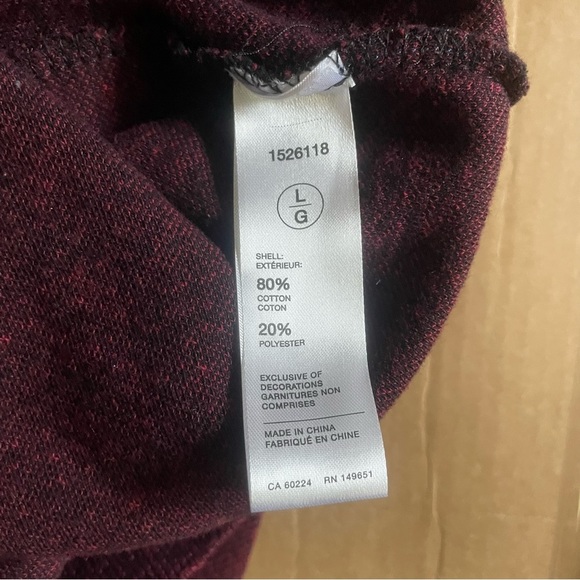 1526118
L
G
SHELL:
EXTÉRIEUR:
80%
COTTON
COTON
20%
POLYESTER
EXCLUSIVE OF
DECORATIONS
GARNITURES NON
COMPRISES
MADE IN CHINA
FABRIQUÉ EN CHINE
CA 60224 RN 149651